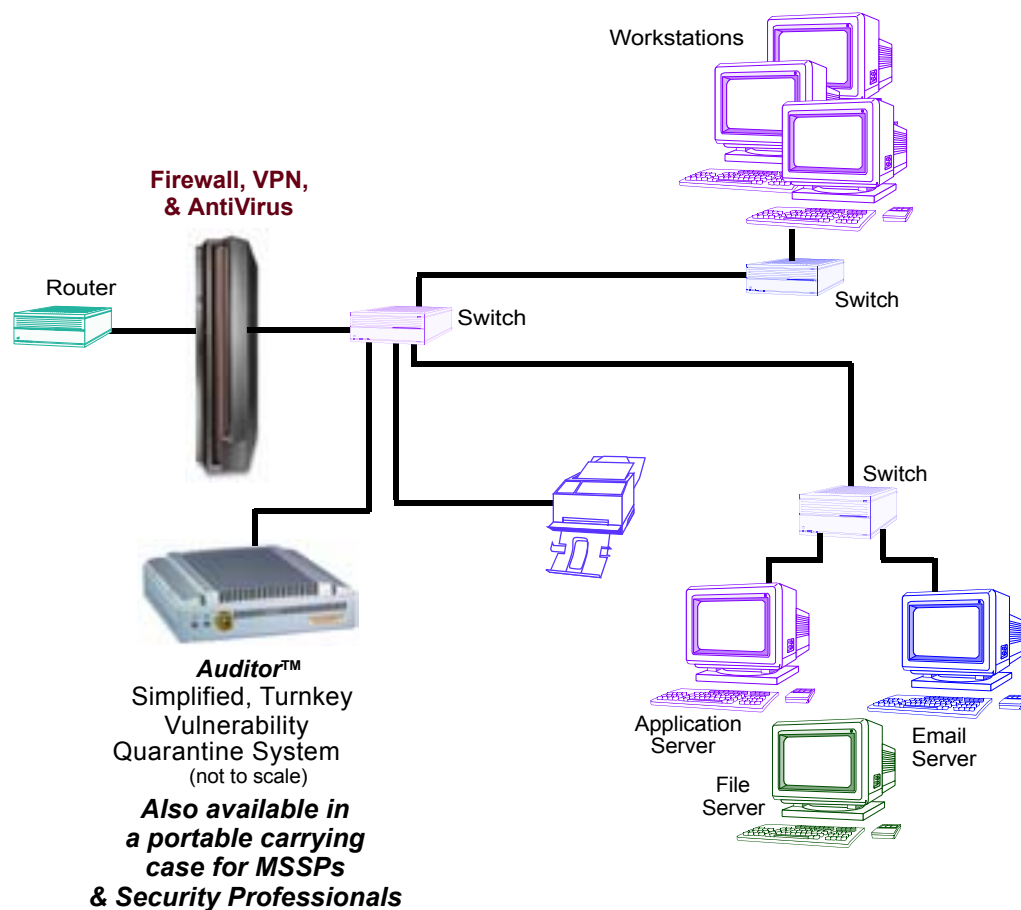 Workstations
Firewall, VPN,
& AntiVirus
Router
Switch
Switch
Switch
Auditor™
Simplified, Turnkey
Vulnerability
Quarantine System
(not to scale)
Also available in
a portable carrying
case for MSSPs
& Security Professionals
Application
Server
Email
Server
File
Server